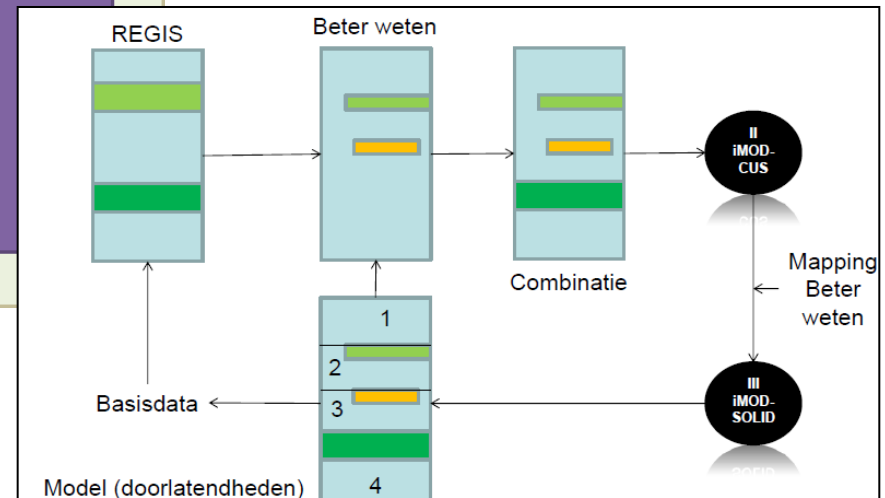 REGIS
Beter weten
II
iMOD-
CUS
Combinatie
Mapping
Beter
weten
1
2
3
4
Basisdata
III
iMOD-
SOLID
Model (doorlatendheden)